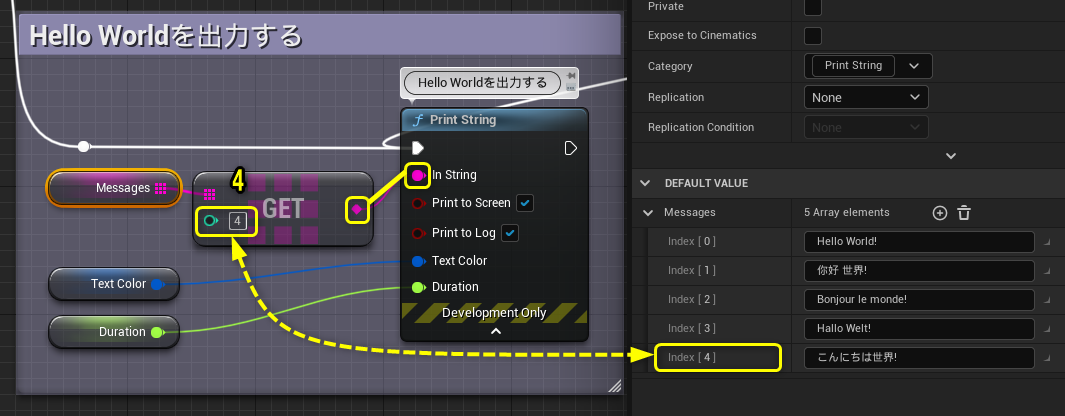 Hello Worldを出力する
Hello Worldを出力する
Print String
Messages
4
4
GET
In String
Print to Screen
Print to Log
Text Color
Text Color
Duration
Duration
Development Only
Private
Expose to Cinematics
Category
Print String
Replication
None
Replication Condition
None
DEFAULT VALUE
Messages
5 Array elements
Index [ 0 ]
Hello World!
Index [ 1 ]
你好 世界!
Index [ 2 ]
Bonjour le monde!
Index [ 3 ]
Hallo Welt!
Index [ 4 ]
こんにちは世界!